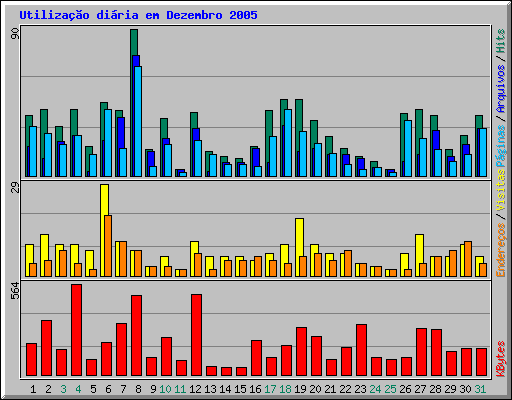 Utilização diária em Dezembro 2005
90
29
564
KBytes
Endereços / Visitas
Páginas / Arquivos / Hits
1 2 3 4 5 6 7 8 9 10 11 12 13 14 15 16 17 18 19 20 21 22 23 24 25 26 27 28 29 30 31